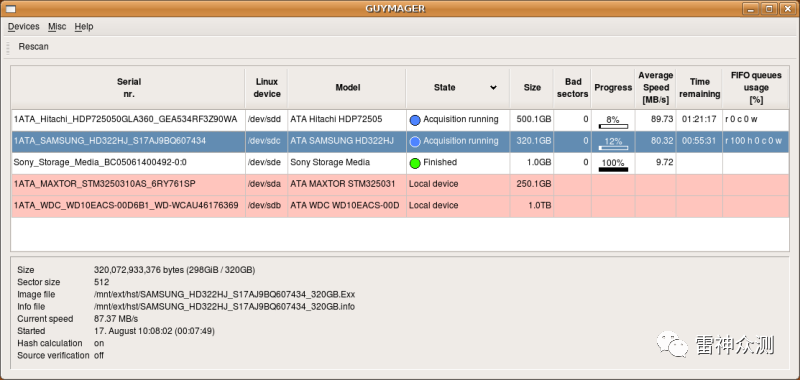 GUYMAGER
Devices Misc Help
Rescan
Serial nr. Linux device Model State Size Bad sectors Progress Average Speed [MB/s] Time remaining FIFO queues usage [%]
1ATA_Hitachi_HDP725050GLA360_GEA534RF3Z90WA /dev/sdd ATA Hitachi HDP72505 Acquisition running 500.1GB 0 8% 89.73 01:21:17 r 0 c 0 w
1ATA_SAMSUNG_HD322HJ_S17AJ9BQ607434 /dev/sdc ATA SAMSUNG HD322HJ Acquisition running 320.1GB 0 12% 80.32 00:55:31 r 100 h 0 c 0 w
Sony_Storage_Media_BC05061400492-0:0 /dev/sde Sony Storage Media Finished 1.0GB 0 100% 9.72
1ATA_MAXTOR_STM3250310AS_6RY761SP /dev/sda ATA MAXTOR STM325031 Local device 250.1GB
1ATA_WDC_WD10EACS-00D6B1_WD-WCAU46176369 /dev/sdb ATA WDC WD10EACS-00D Local device 1.0TB
Size 320,072,933,376 bytes (298GiB / 320GB)
Sector size 512
Image file /mnt/ext/hst/SAMSUNG_HD322HJ_S17AJ9BQ607434_320GB.Exx
Info file /mnt/ext/hst/SAMSUNG_HD322HJ_S17AJ9BQ607434_320GB.info
Current speed 87.37 MB/s
Started 17. August 10:08:02 (00:07:49)
Hash calculation on
Source verification off
雷神众测